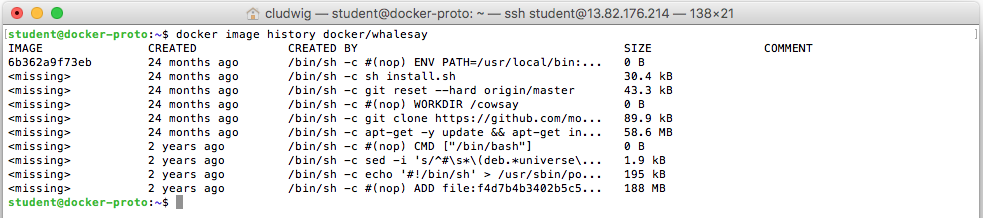 cludwig — student@docker-proto: ~ — ssh student@13.82.176.214 — 138×21
student@docker-proto:~$ docker image history docker/whalesay
IMAGE CREATED CREATED BY SIZE COMMENT
6b362a9f73eb 24 months ago /bin/sh -c #(nop) ENV PATH=/usr/local/bin:... 0 B
<missing> 24 months ago /bin/sh -c sh install.sh 30.4 kB
<missing> 24 months ago /bin/sh -c git reset --hard origin/master 43.3 kB
<missing> 24 months ago /bin/sh -c #(nop) WORKDIR /cowsay 0 B
<missing> 24 months ago /bin/sh -c git clone https://github.com/mo... 89.9 kB
<missing> 24 months ago /bin/sh -c apt-get -y update && apt-get in... 58.6 MB
<missing> 2 years ago /bin/sh -c #(nop) CMD ["/bin/bash"] 0 B
<missing> 2 years ago /bin/sh -c sed -i 's/^#\s*\(deb.*universe\... 1.9 kB
<missing> 2 years ago /bin/sh -c echo '#!/bin/sh' > /usr/sbin/po... 195 kB
<missing> 2 years ago /bin/sh -c #(nop) ADD file:f4d7b4b3402b5c5... 188 MB
student@docker-proto:~$